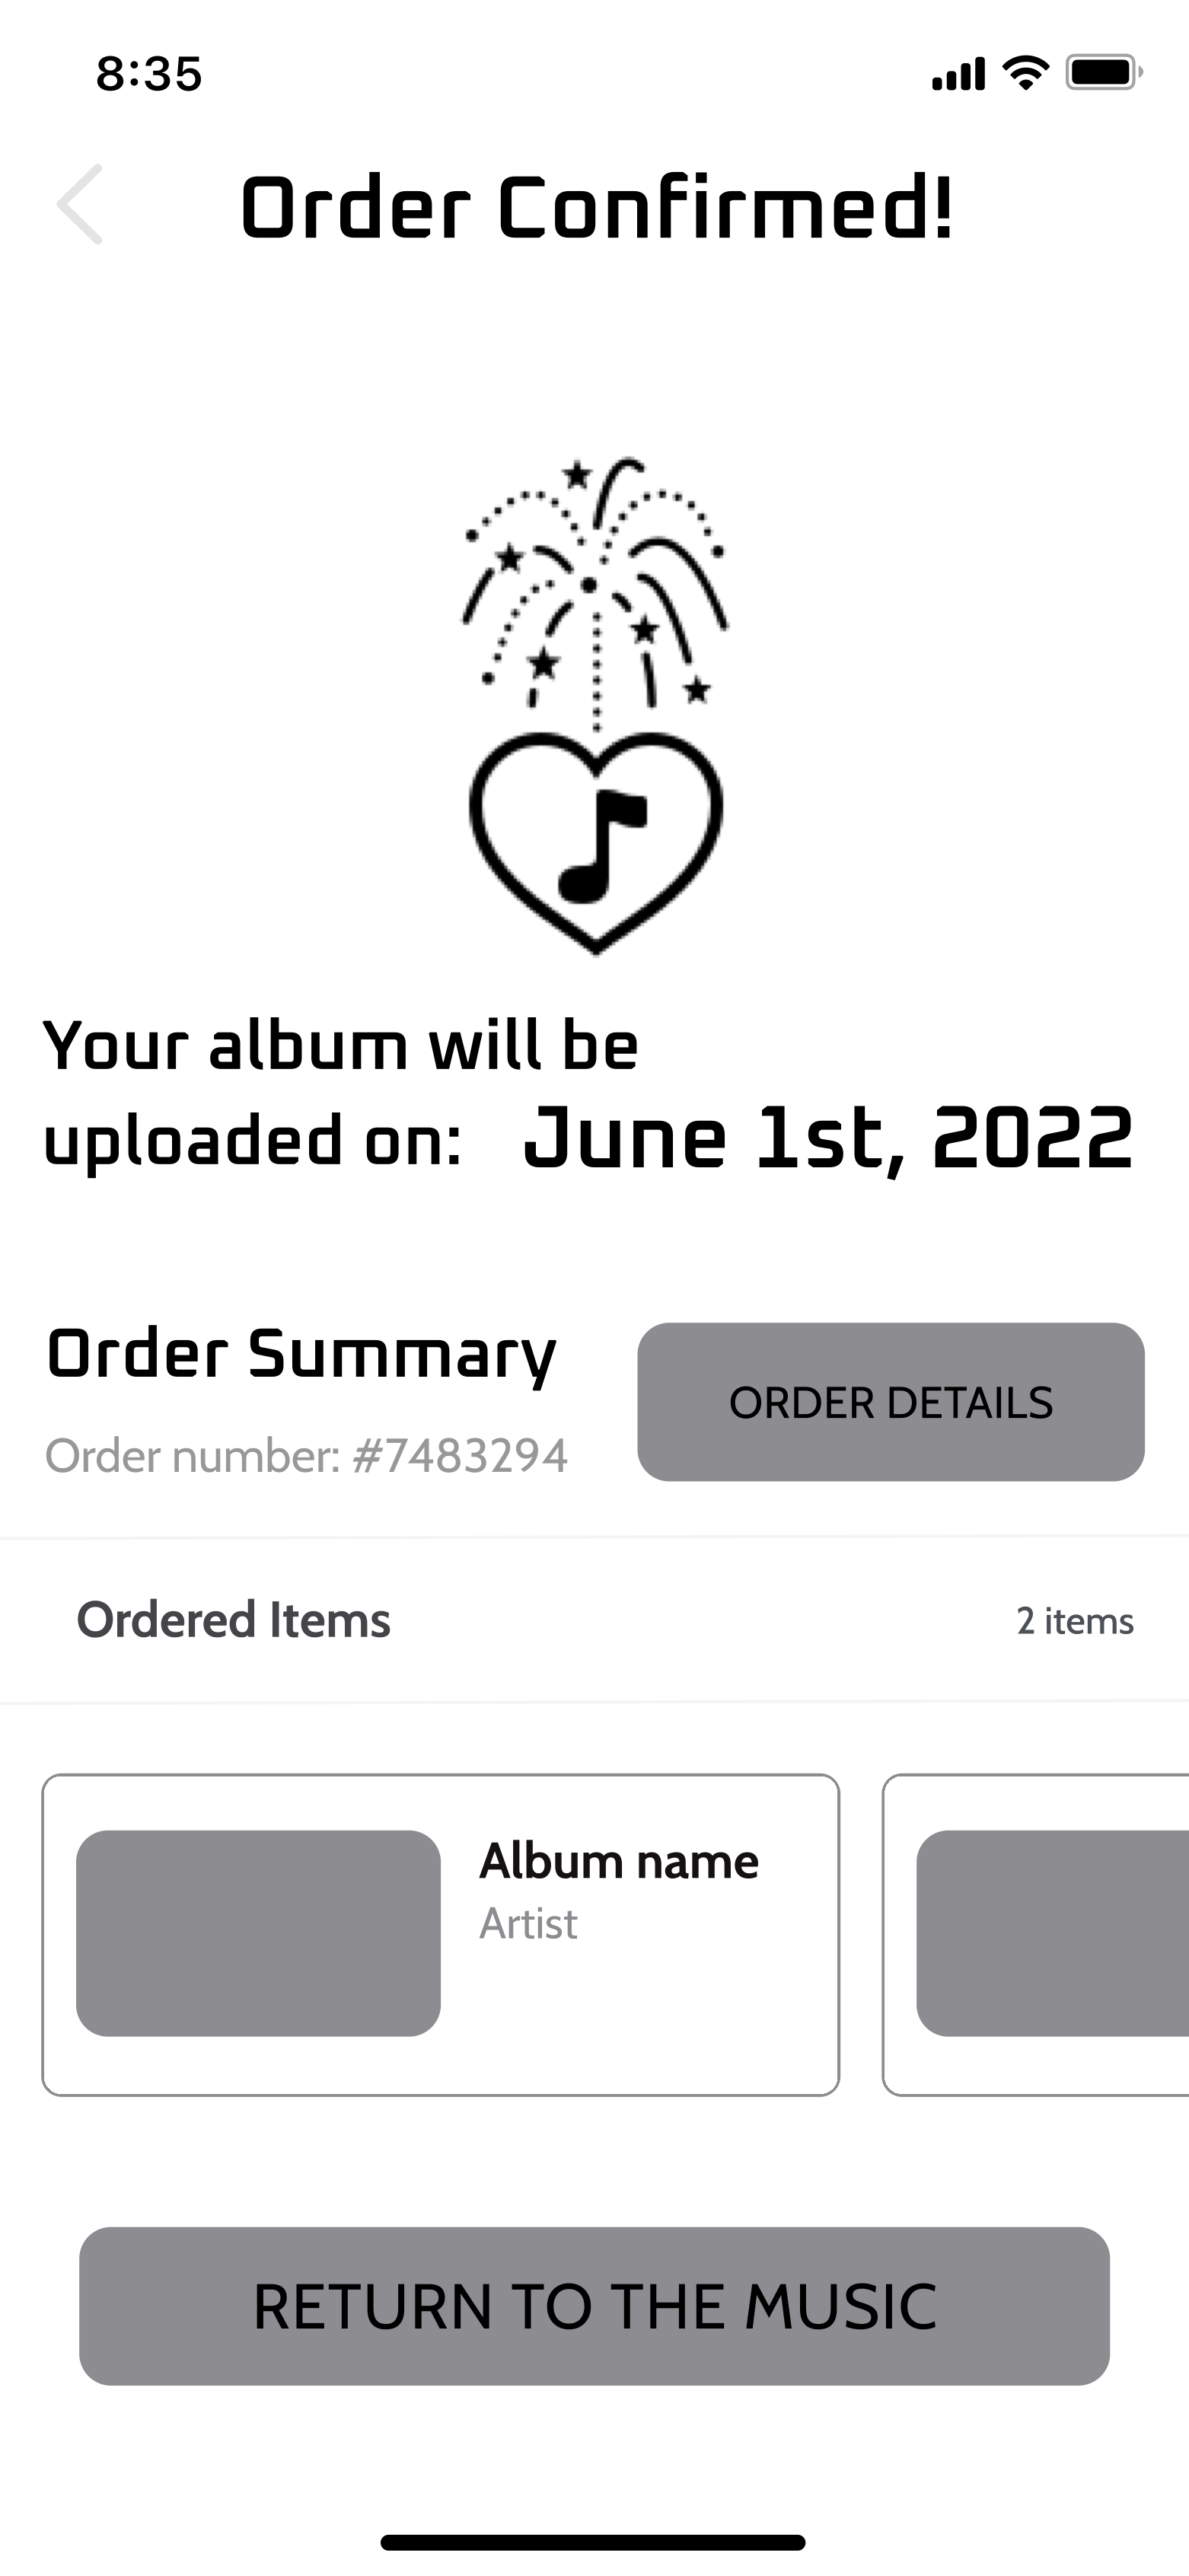 8:35
Order Confirmed!
Your album will be
uploaded on: June 1st, 2022
Order Summary
Order number: #7483294
ORDER DETAILS
Ordered Items
2 items
Album name
Artist
RETURN TO THE MUSIC